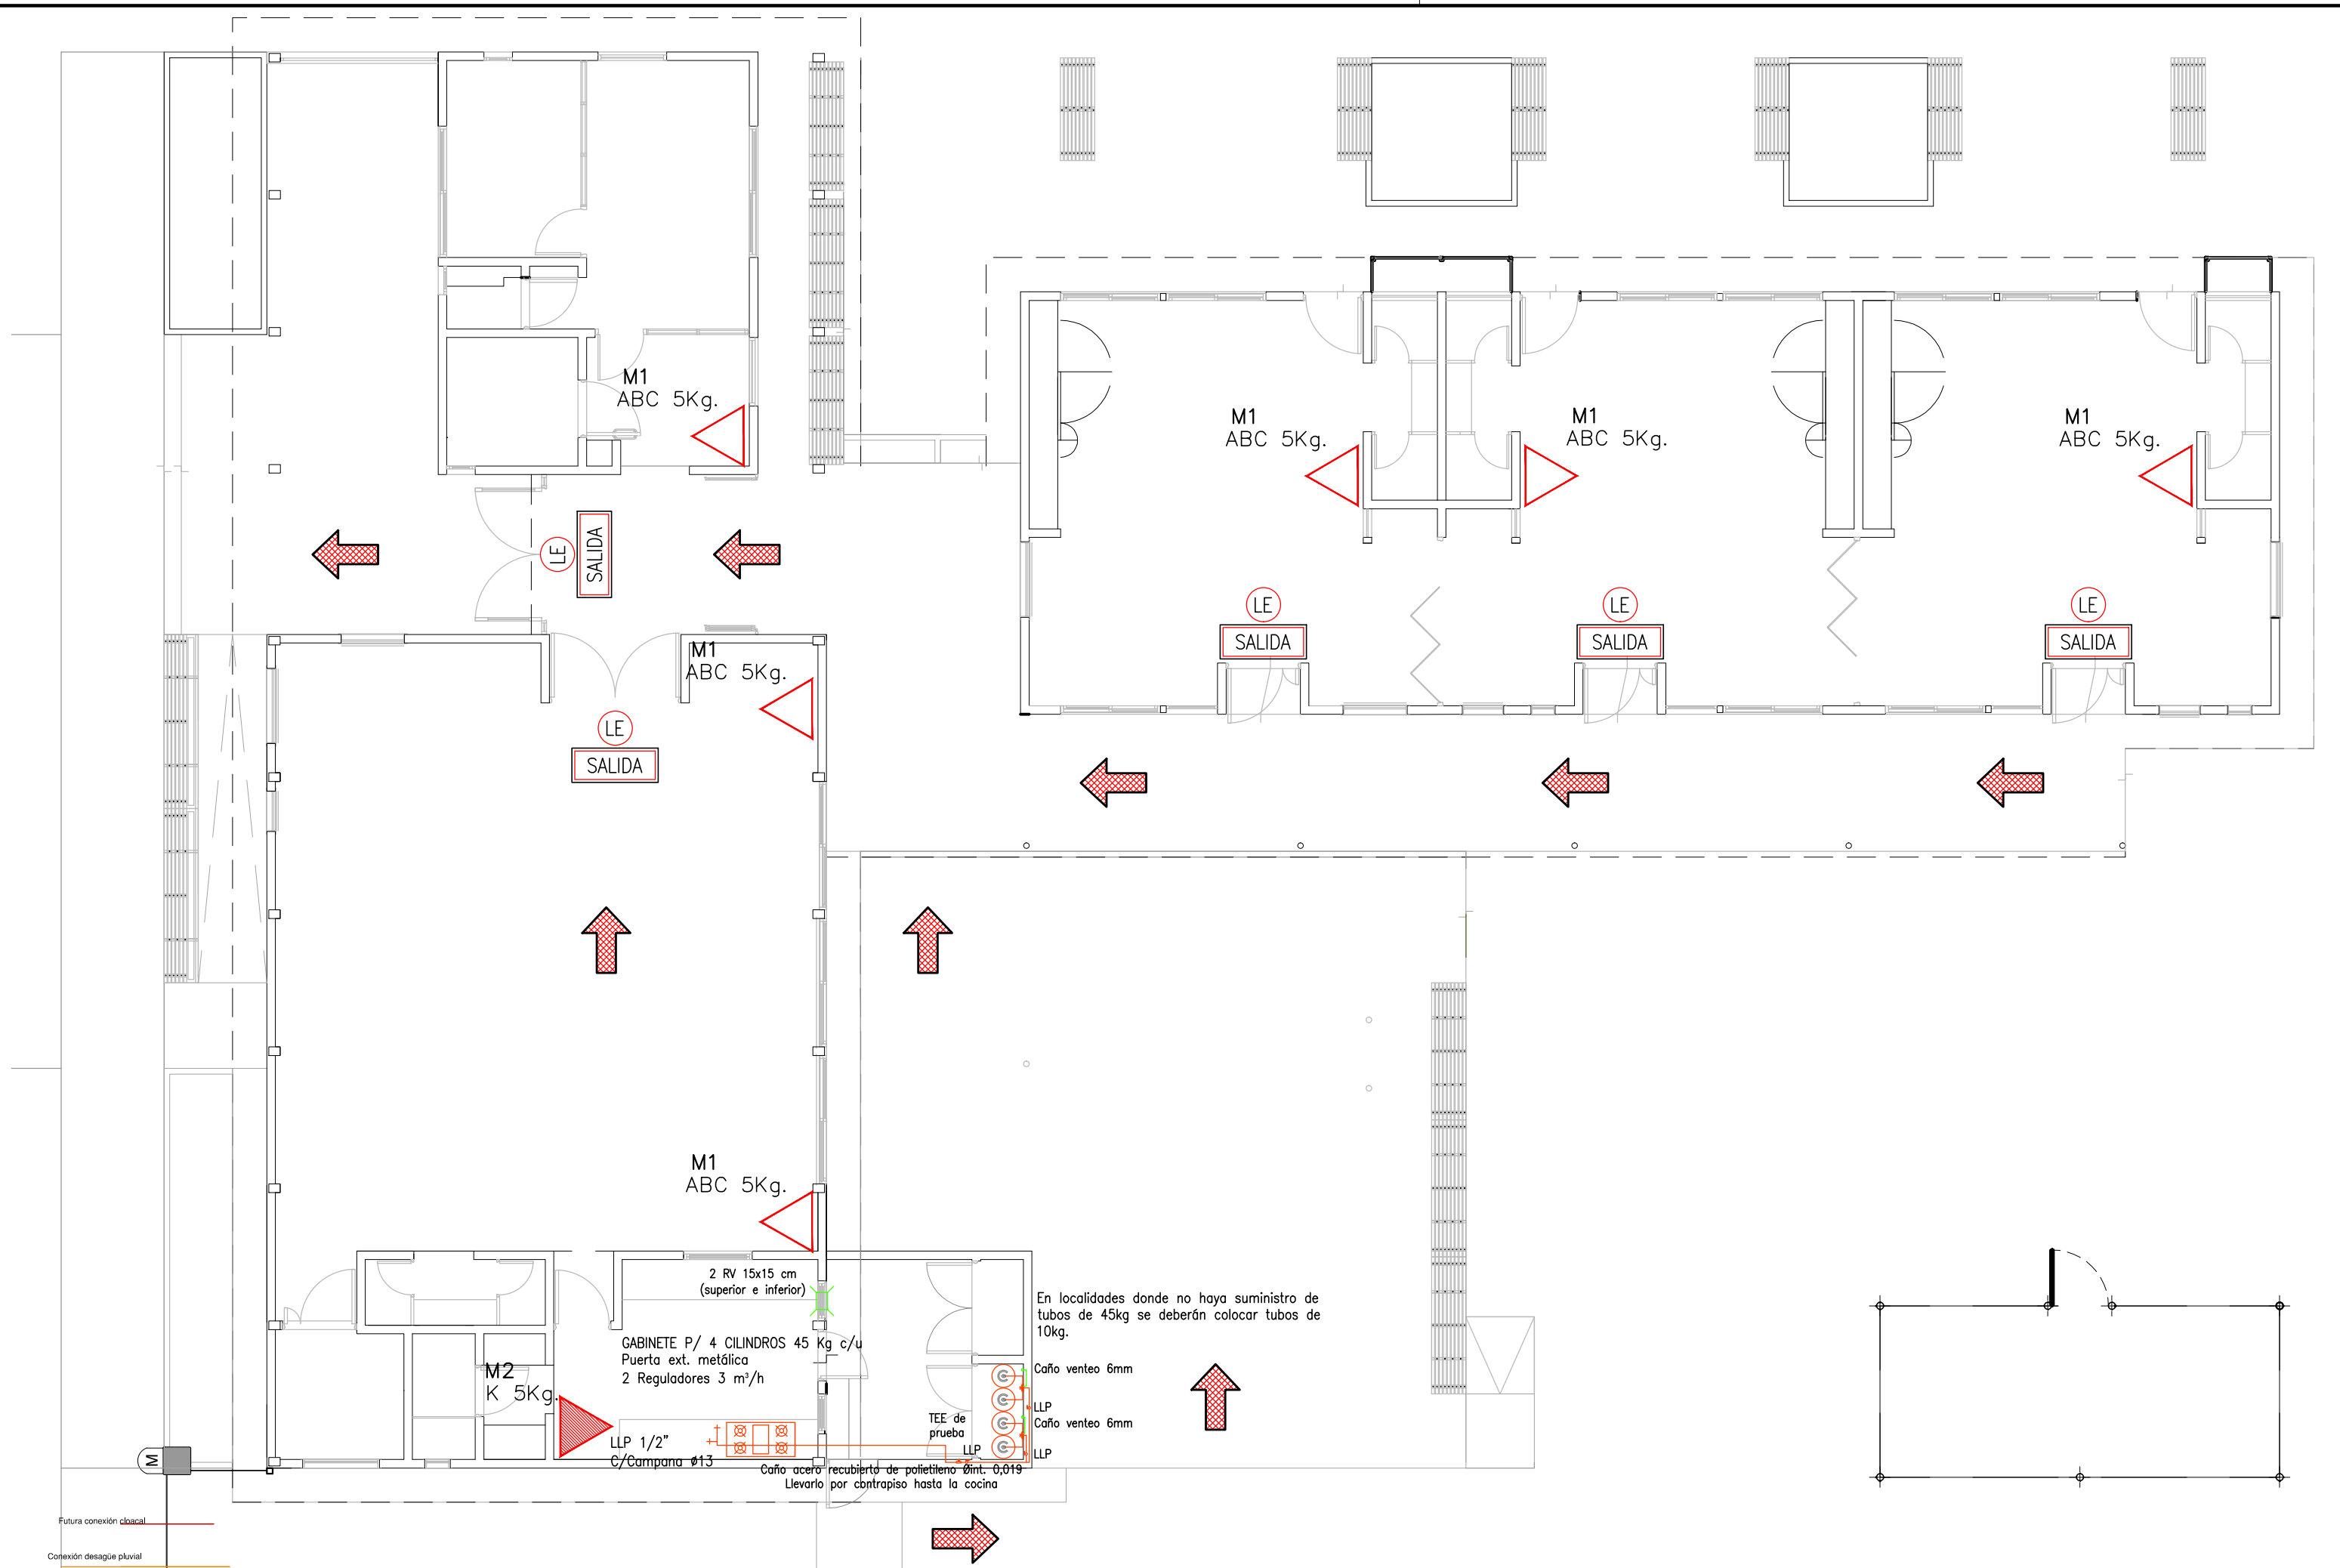 M1
ABC 5Kg.
M1
ABC 5Kg.
M1
ABC 5Kg.
M1
ABC 5Kg.
LE
SALIDA
LE
SALIDA
LE
SALIDA
LE
SALIDA
M1
ABC 5Kg.
LE
SALIDA
M1
ABC 5Kg.
2 RV 15x15 cm
(superior e inferior)
En localidades donde no haya suministro de
tubos de 45kg se deberán colocar tubos de
10kg.
GABINETE P/ 4 CILINDROS 45 Kg c/u
Puerta ext. metálica
2 Reguladores 3 m³/h
M2
K 5Kg.
Caño venteo 6mm
LLP
Caño venteo 6mm
TEE de
prueba
LLP
LLP
LLP 1/2"
C/Campana ø13
Caño acero recubierto de polietileno Øint. 0,019
Llevarlo por contrapiso hasta la cocina
M
Futura conexión cloacal
Conexión desagüe pluvial